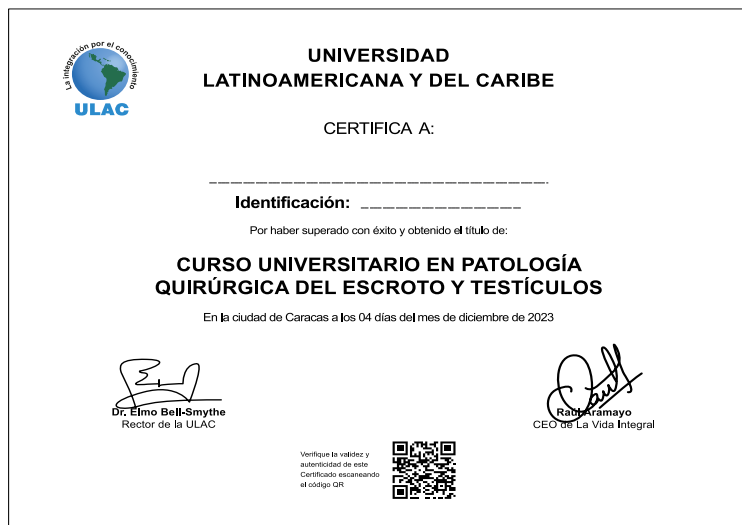 La integración por el conocimiento
ULAC
UNIVERSIDAD
LATINOAMERICANA Y DEL CARIBE
CERTIFICA A:
Identificación:
Por haber superado con éxito y obtenido el título de:
CURSO UNIVERSITARIO EN PATOLOGÍA
QUIRÚRGICA DEL ESCROTO Y TESTÍCULOS
En la ciudad de Caracas a los 04 días del mes de diciembre de 2023
Dr. Elmo Bell-Smythe
Rector de la ULAC
Raúl Aramayo
CEO de La Vida Integral
Verifique la validez y
autenticidad de este
Certificado escaneando
el código QR